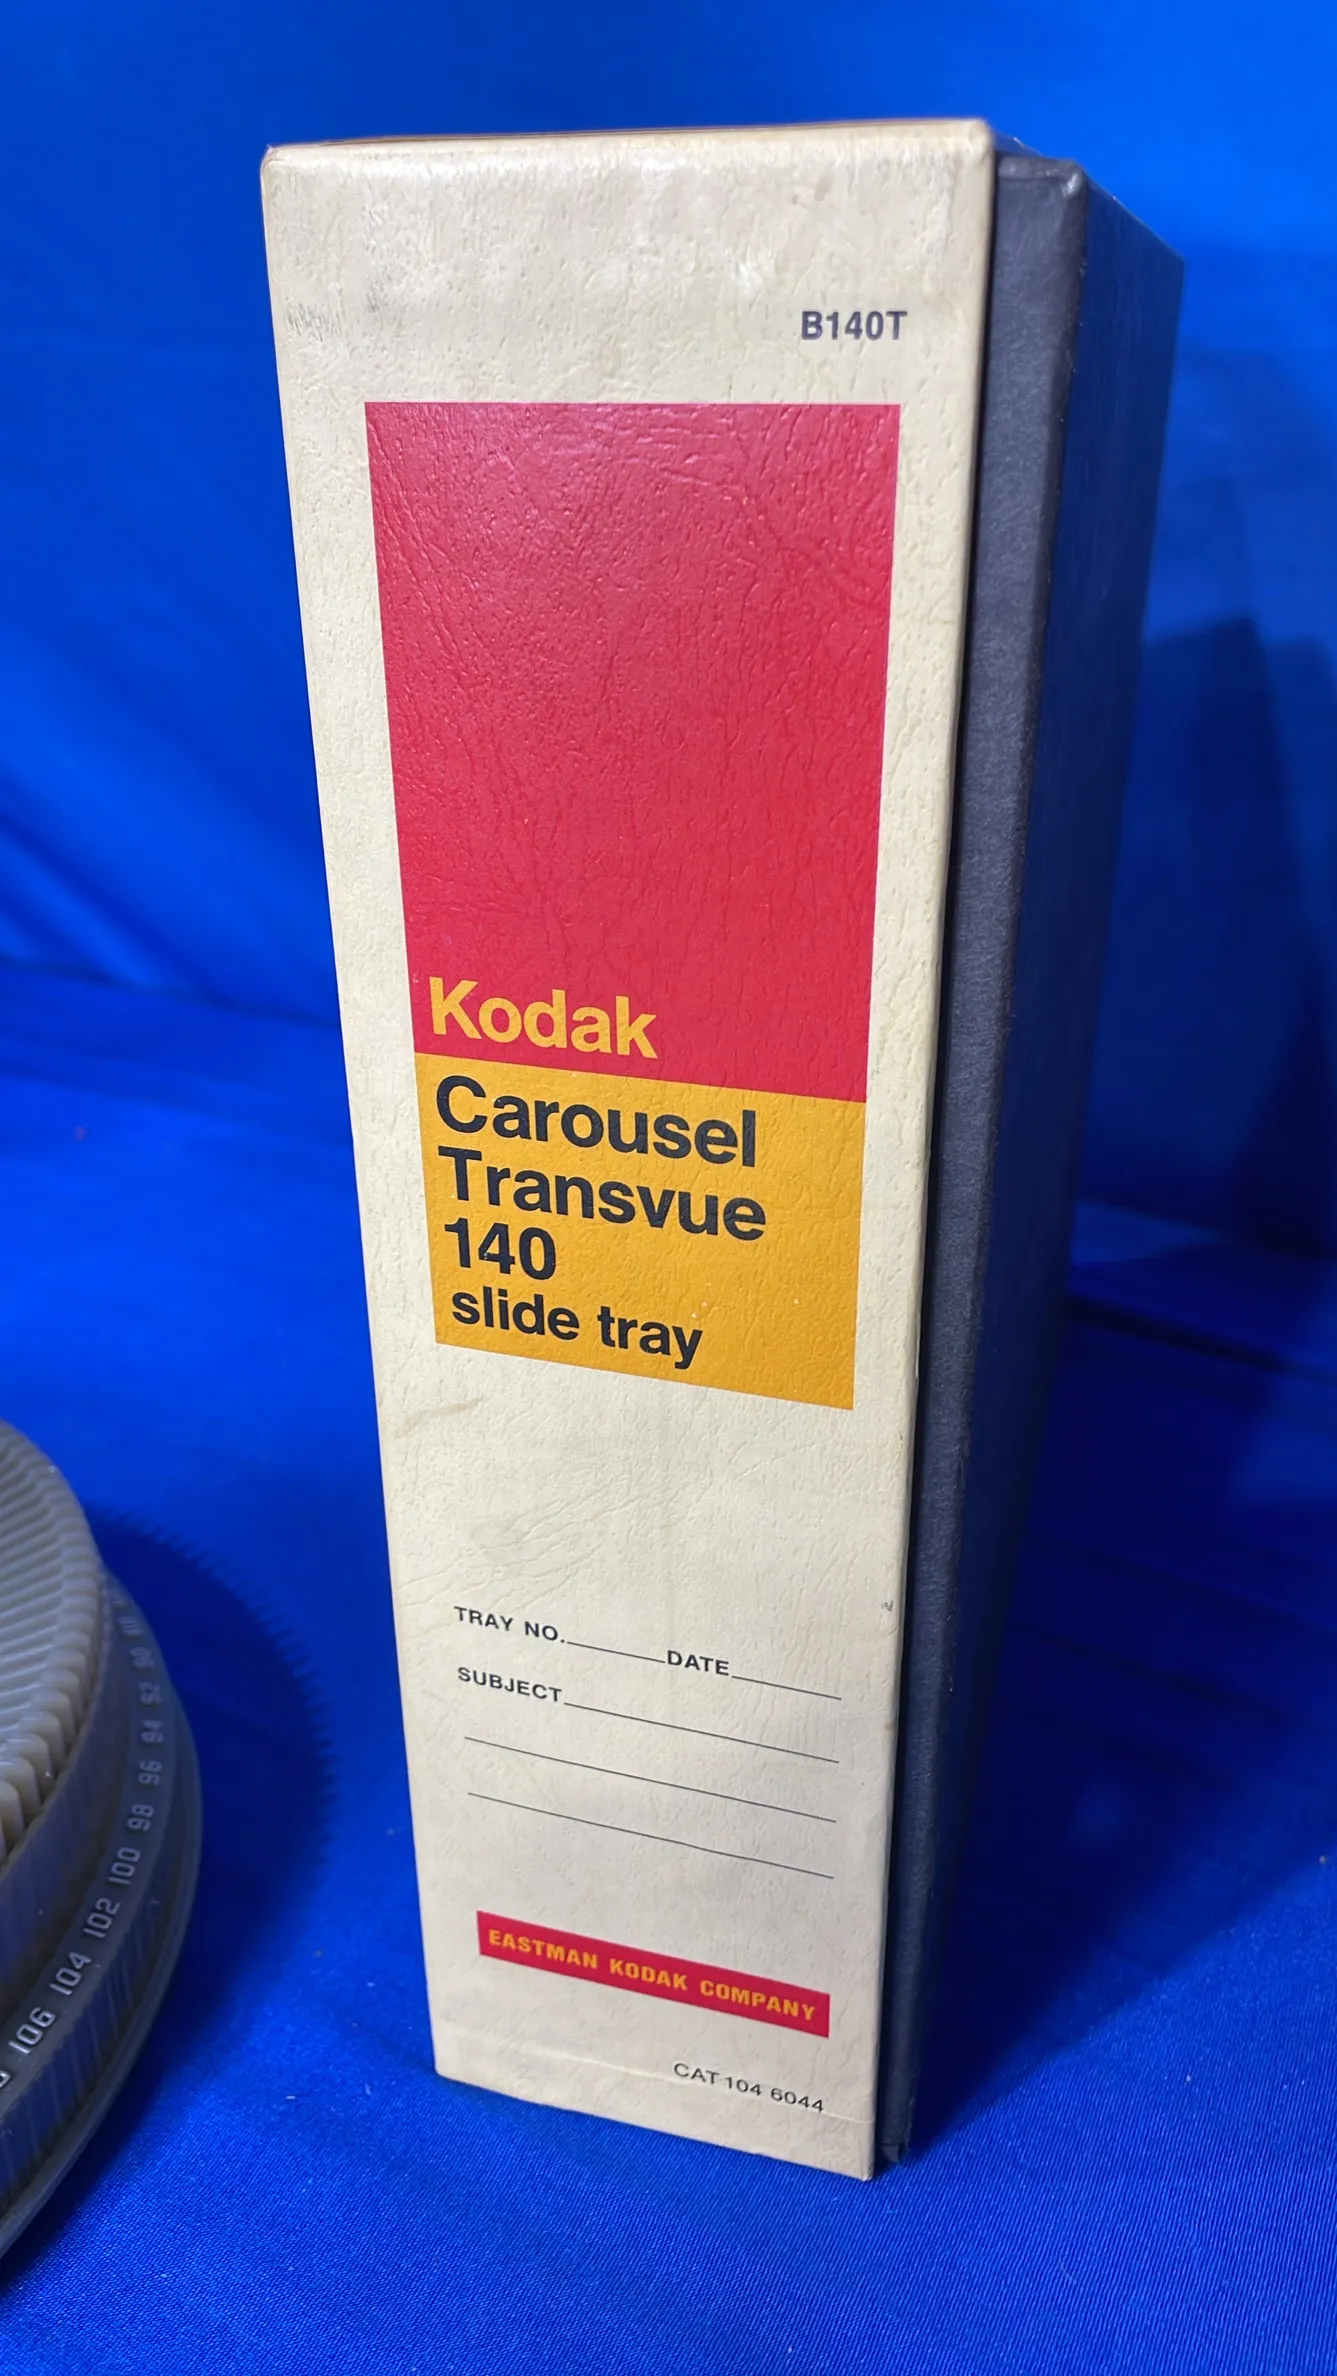 B140T
Kodak
Carousel
Transvue
140
slide tray
TRAY NO. DATE
SUBJECT
EASTMAN KODAK COMPANY
CAT 104 6044
90
92
94
96
98
100
102
104
106